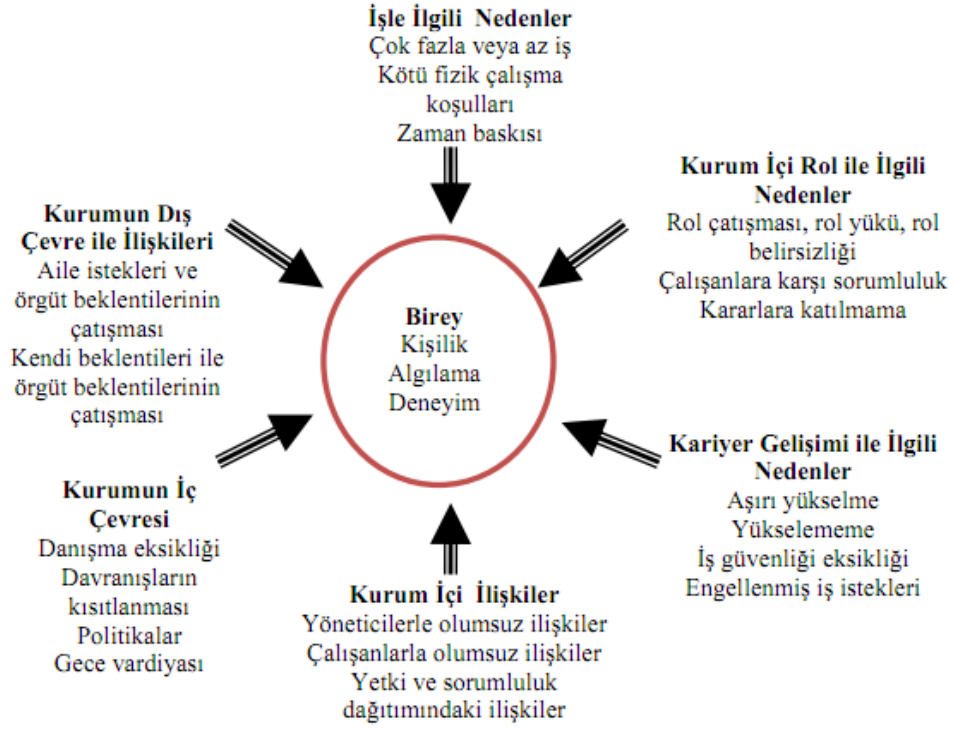 İşle İlgili Nedenler
Çok fazla veya az iş
Kötü fizik çalışma
koşulları
Zaman baskısı
Kurum İçi Rol ile İlgili
Nedenler
Rol çatışması, rol yükü, rol
belirsizliği
Çalışanlara karşı sorumluluk
Kararlara katılmama
Kariyer Gelişimi ile İlgili
Nedenler
Aşırı yükselme
Yükselememe
İş güvenliği eksikliği
Engellenmiş iş istekleri
Kurum İçi İlişkiler
Yöneticilerle olumsuz ilişkiler
Çalışanlarla olumsuz ilişkiler
Yetki ve sorumluluk
dağıtımındaki ilişkiler
Kurumun İç
Çevresi
Danışma eksikliği
Davranışların
kısıtlanması
Politikalar
Gece vardiyası
Kurumun Dış
Çevre ile İlişkileri
Aile istekleri ve
örgüt beklentilerinin
çatışması
Kendi beklentileri ile
örgüt beklentilerinin
çatışması
Birey
Kişilik
Algılama
Deneyim